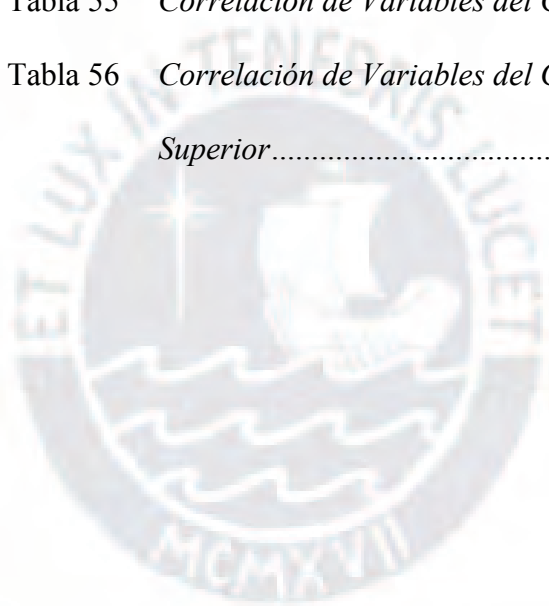 Tabla 55 Correlación de Variables del
Tabla 56 Correlación de Variables del
Superior.................................
ET LUX IN TENEBRIS LUCET
MCMXVII